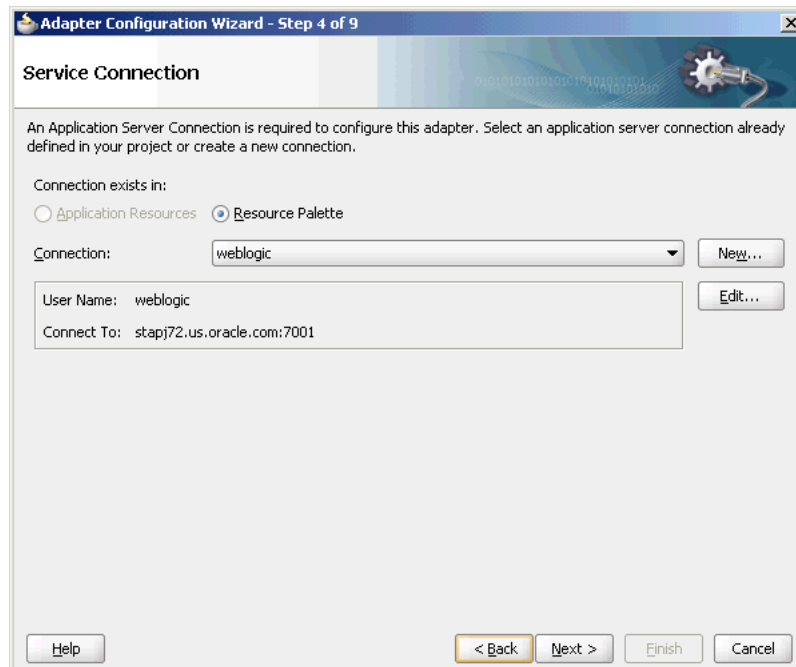 Adapter Configuration Wizard - Step 4 of 9
Service Connection
An Application Server Connection is required to configure this adapter. Select an application server connection already
defined in your project or create a new connection.
Connection exists in:
Application Resources Resource Palette
Connection: weblogic New...
User Name: weblogic Edit...
Connect To: stapj72.us.oracle.com:7001
Help < Back Next > Finish Cancel